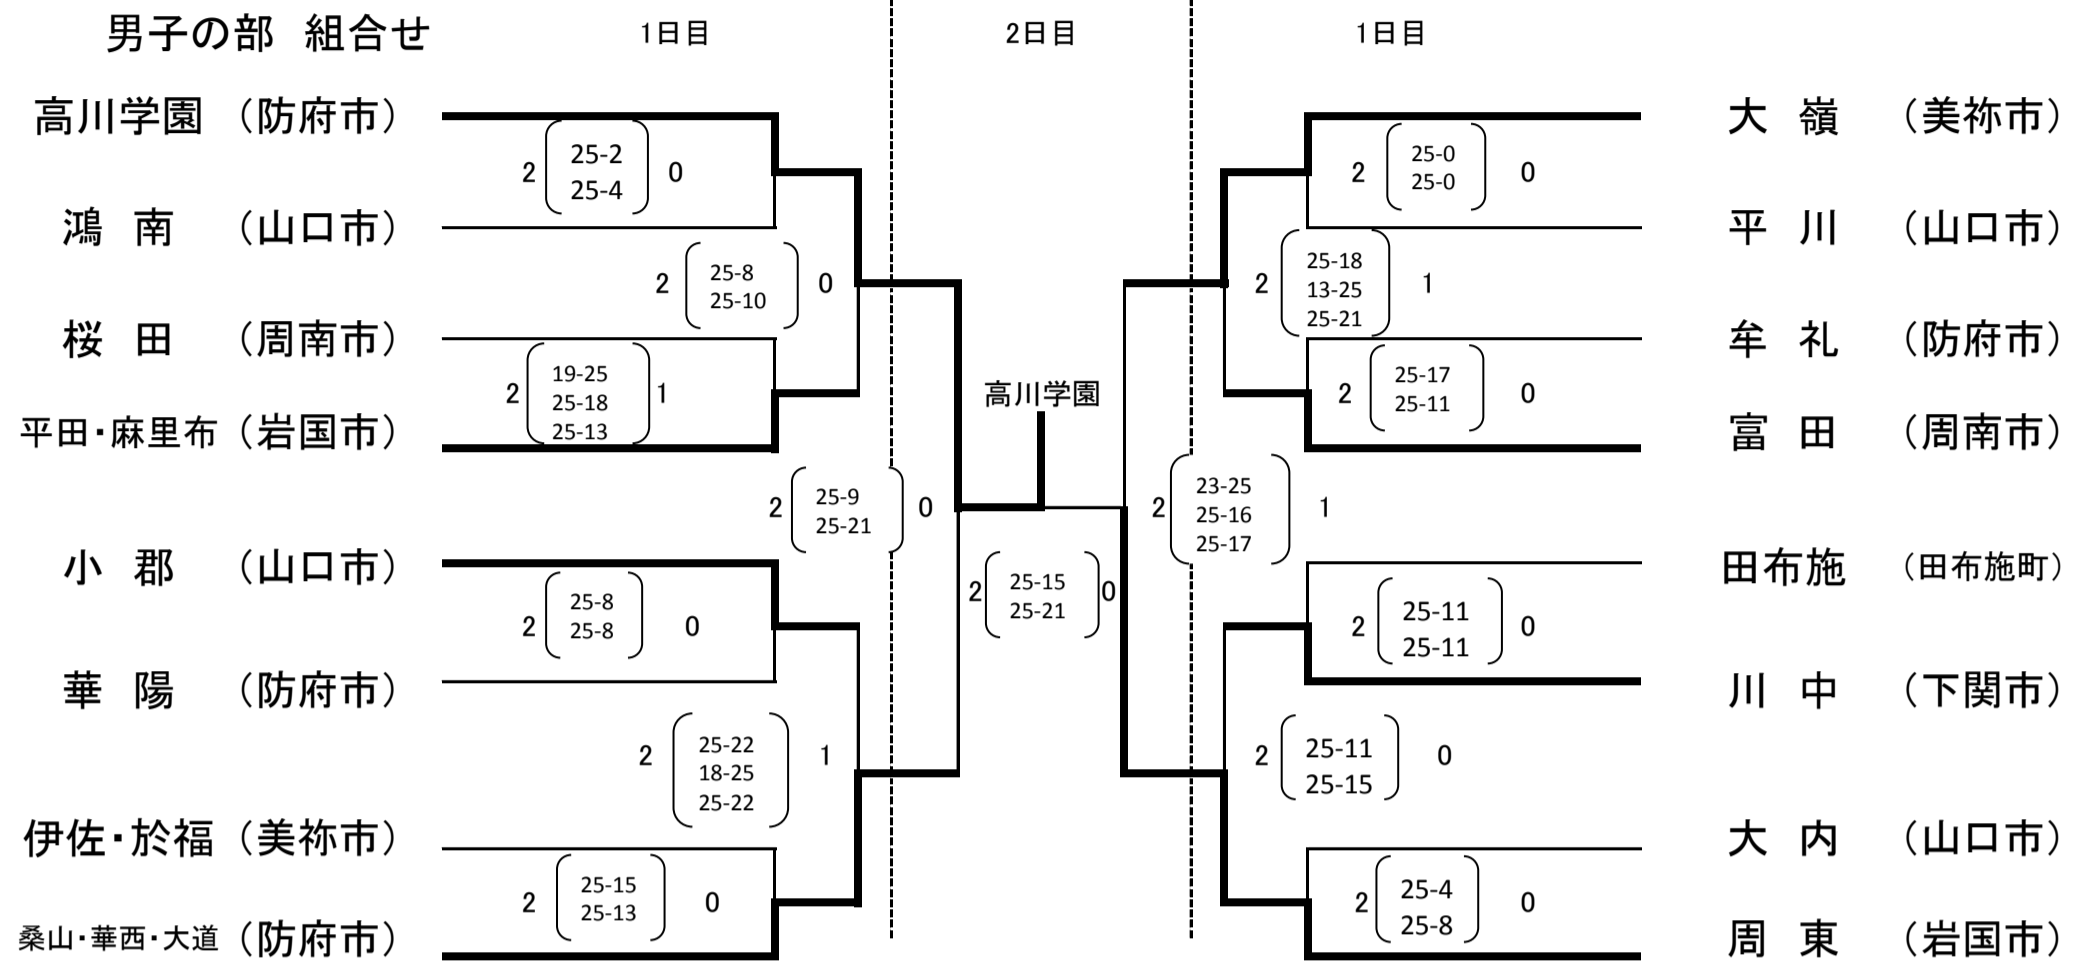 男子の部 組合せ 1日目 2日目 1日目
高川学園 （防府市） 大 嶺 （美祢市）
2 25-2 0 2 25-0 0
25-4 25-0
鴻 南 （山口市） 平 川 （山口市）
2 25-8 0 2 25-18 1
25-10 13-25
25-21
桜 田 （周南市） 牟 礼 （防府市）
2 19-25 1 2 25-17 0
25-18 25-11
25-13
高川学園
平田・麻里布 （岩国市） 富 田 （周南市）
2 25-9 0 2 23-25 1
25-21 25-16
25-17
小 郡 （山口市） 田布施 （田布施町）
2 25-8 0 2 25-15 0 2 25-11 0
25-8 25-21 25-11
華 陽 （防府市） 川 中 （下関市）
2 25-22 1 2 25-11 0
18-25 25-15
25-22
伊佐・於福 （美祢市） 大 内 （山口市）
2 25-15 0 2 25-4 0
25-13 25-8
桑山・華西・大道 （防府市） 周 東 （岩国市）